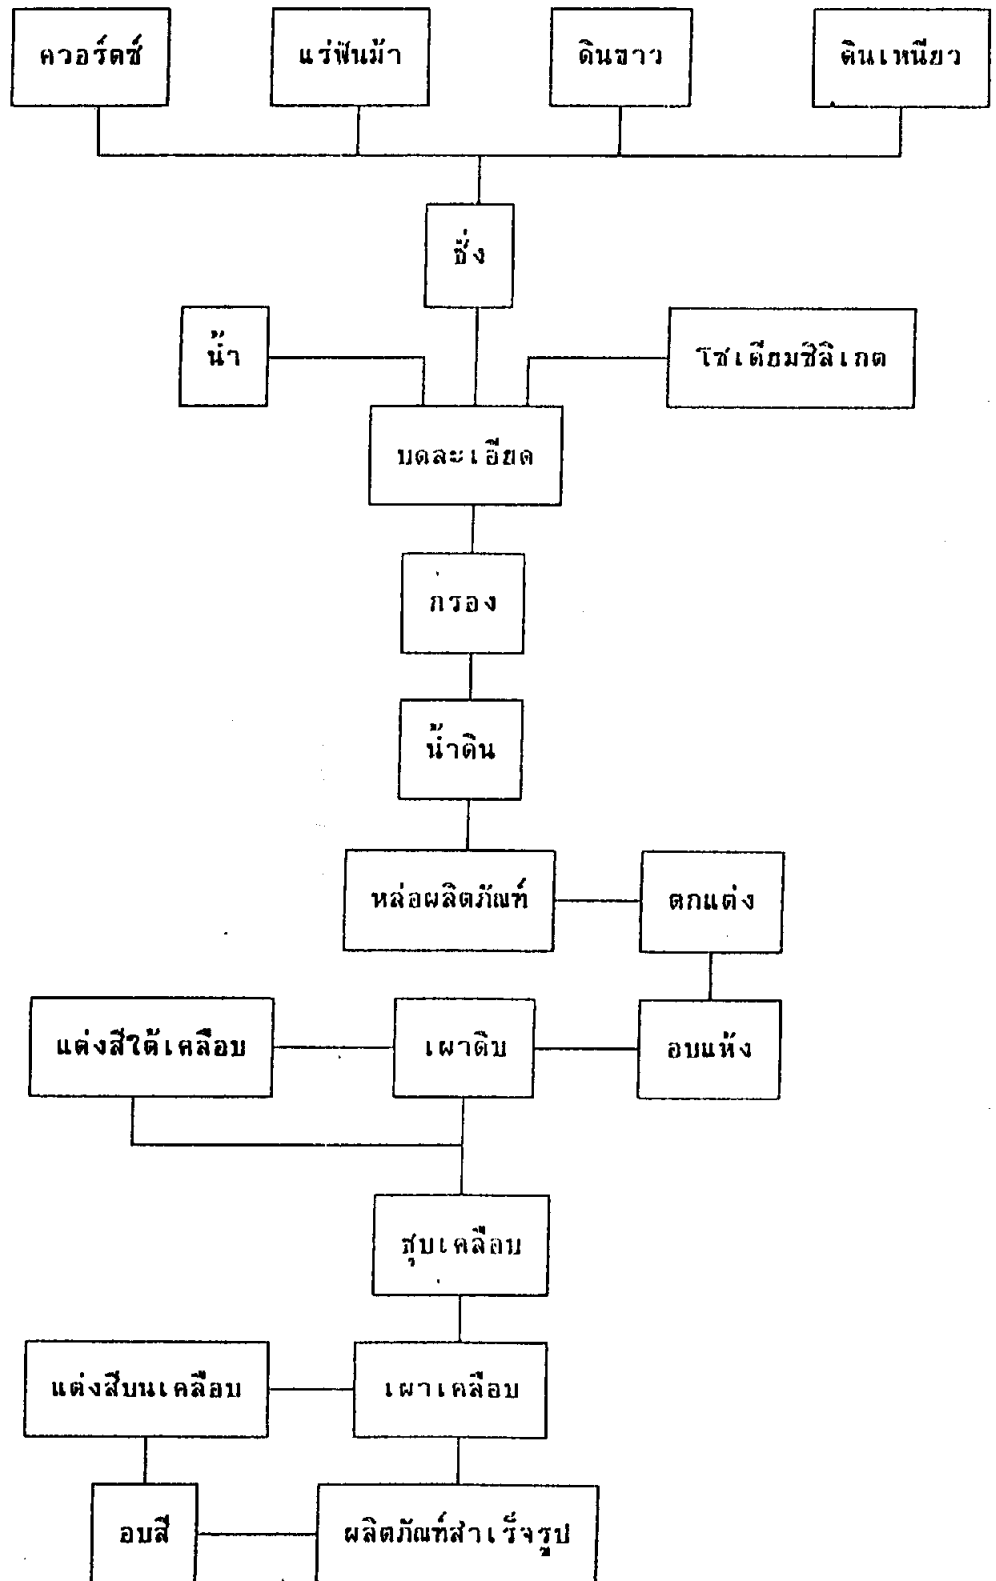 ควอร์ตซ์
แร่ฟันม้า
ดินขาว
ดินเหนียว
ชั่ง
น้ำ
โซเดียมซิลิเกต
บดละเอียด
กรอง
น้ำดิน
หล่อผลิตภัณฑ์
ตกแต่ง
แต่งสีใต้เคลือบ
เผาดิบ
อบแห้ง
ชุบเคลือบ
แต่งสีบนเคลือบ
เผาเคลือบ
อบสี
ผลิตภัณฑ์สำเร็จรูป